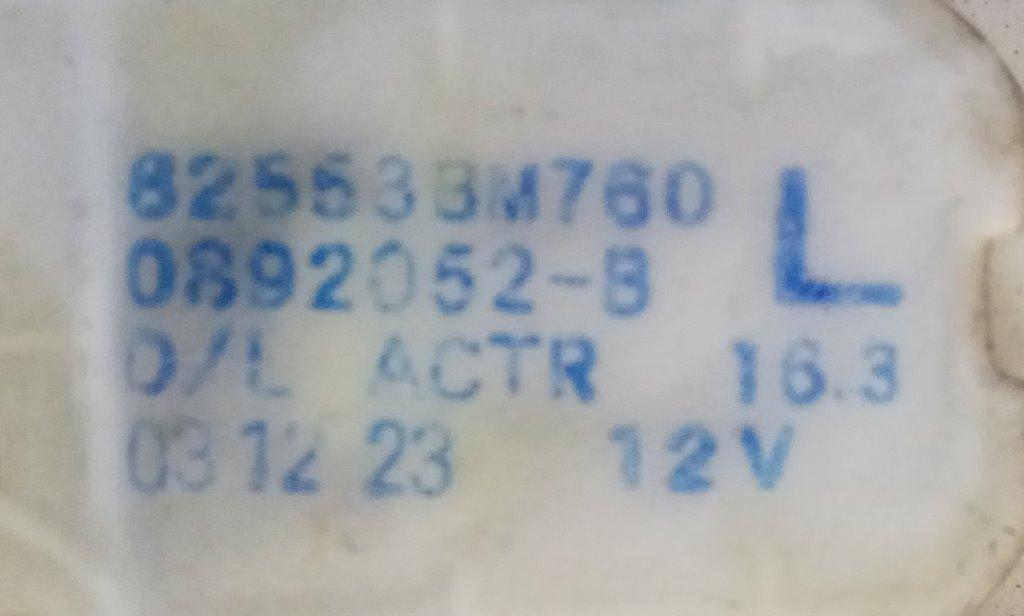 825533M760 L
0892052-B
D/L ACTR 16.3
03 12 23 12V